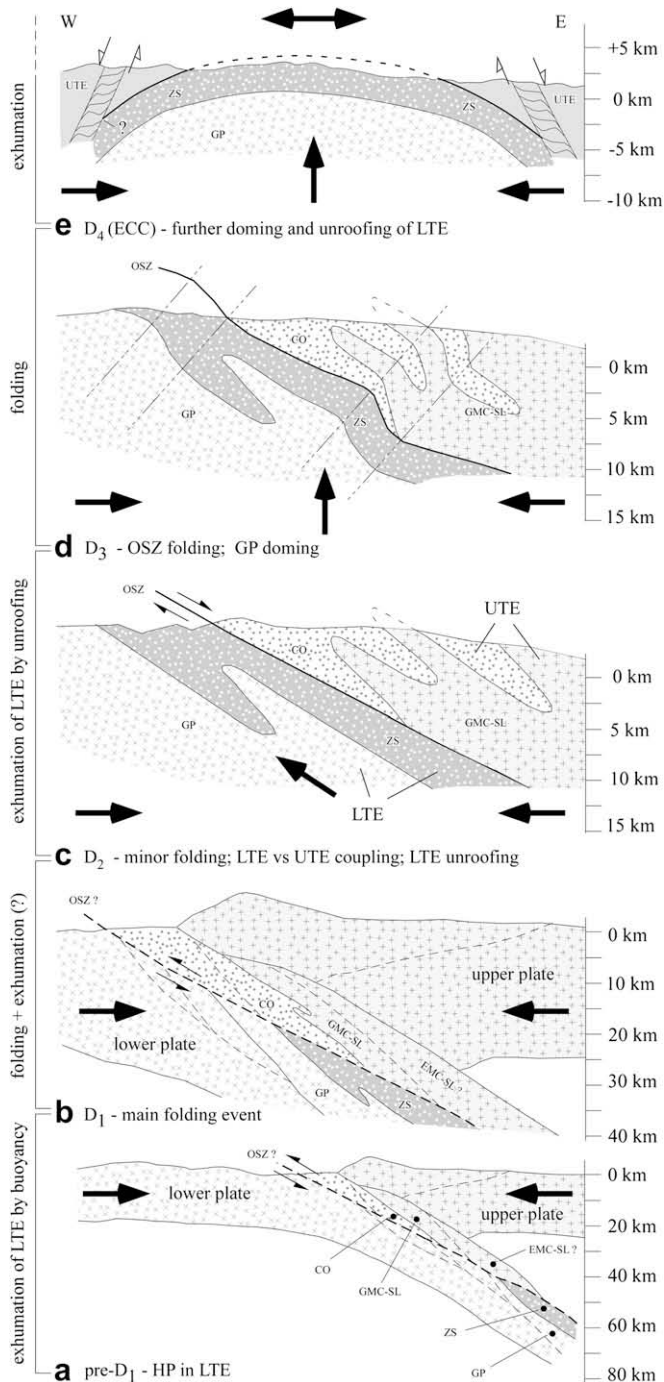 W
E
+5 km
UTE
ZS
ZS
UTE
0 km
?
GP
-5 km
-10 km
exhumation
e D4 (ECC) - further doming and unroofing of LTE
OSZ
CO
0 km
GP
ZS
GMC-SL
5 km
10 km
15 km
folding
d D3 - OSZ folding; GP doming
OSZ
UTE
CO
0 km
GP
ZS
GMC-SL
5 km
10 km
LTE
15 km
exhumation of LTE by unroofing
c D2 - minor folding; LTE vs UTE coupling; LTE unroofing
OSZ ?
0 km
upper plate
10 km
CO
GMC-SL
20 km
lower plate
EMC-SL ?
30 km
GP
ZS
40 km
folding + exhumation (?)
b D1 - main folding event
OSZ ?
0 km
lower plate
upper plate
20 km
CO
GMC-SL
EMC-SL ?
40 km
ZS
60 km
GP
80 km
exhumation of LTE by buoyancy
a pre-D1 - HP in LTE